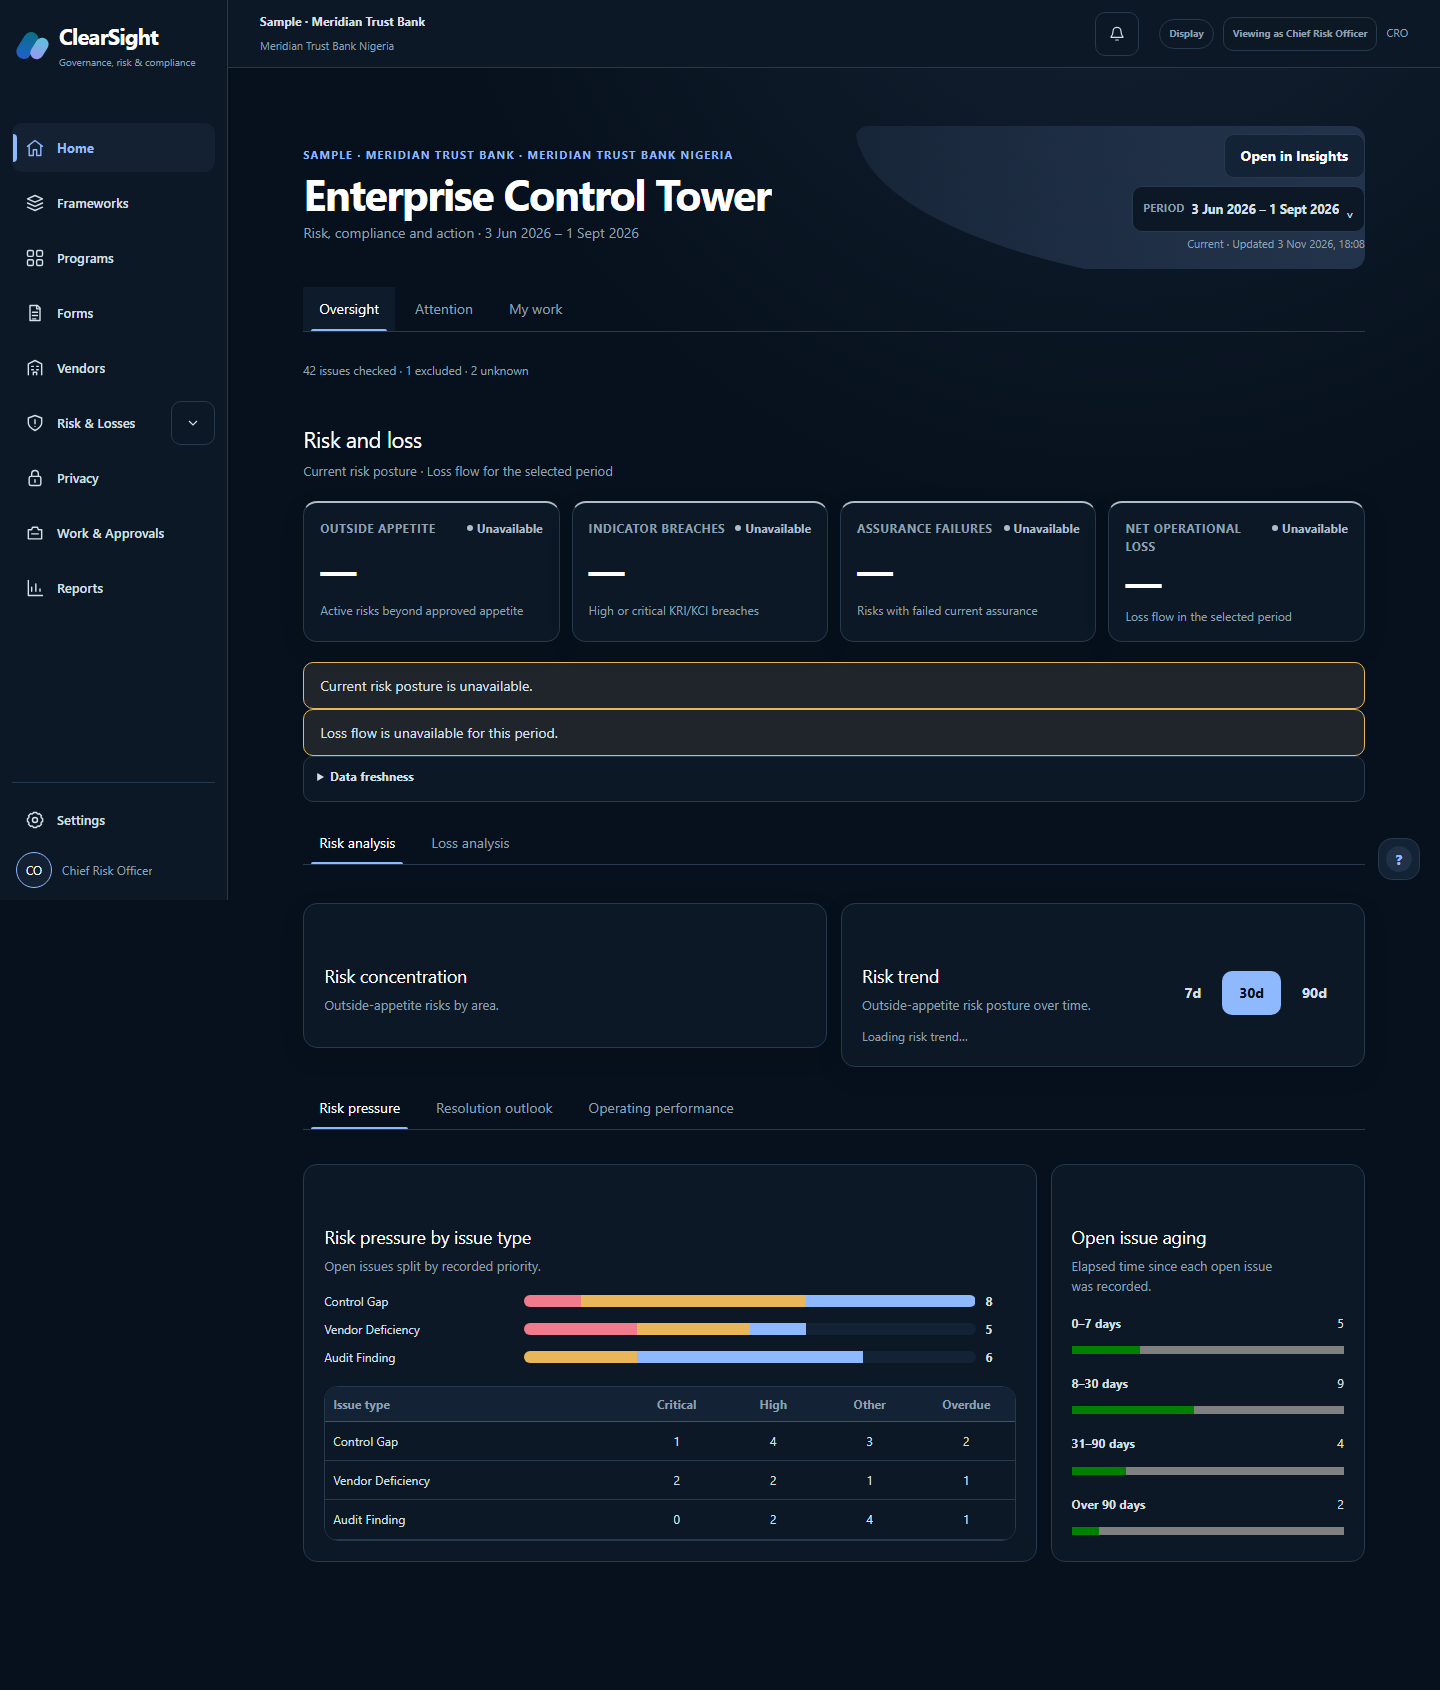 ClearSight
Governance, risk & compliance
Sample · Meridian Trust Bank
Meridian Trust Bank Nigeria
Display
Viewing as Chief Risk Officer
CRO
Home
Frameworks
Programs
Forms
Vendors
Risk & Losses
Privacy
Work & Approvals
Reports
Settings
CO
Chief Risk Officer
SAMPLE · MERIDIAN TRUST BANK · MERIDIAN TRUST BANK NIGERIA
Enterprise Control Tower
Risk, compliance and action · 3 Jun 2026 – 1 Sept 2026
Open in Insights
PERIOD 3 Jun 2026 – 1 Sept 2026
Current · Updated 3 Nov 2026, 18:08
Oversight
Attention
My work
42 issues checked · 1 excluded · 2 unknown
Risk and loss
Current risk posture · Loss flow for the selected period
OUTSIDE APPETITE
Unavailable
—
Active risks beyond approved appetite
INDICATOR BREACHES
Unavailable
—
High or critical KRI/KCI breaches
ASSURANCE FAILURES
Unavailable
—
Risks with failed current assurance
NET OPERATIONAL
LOSS
Unavailable
—
Loss flow in the selected period
Current risk posture is unavailable.
Loss flow is unavailable for this period.
Data freshness
Risk analysis
Loss analysis
?
Risk concentration
Outside-appetite risks by area.
Risk trend
Outside-appetite risk posture over time.
7d
30d
90d
Loading risk trend...
Risk pressure
Resolution outlook
Operating performance
Risk pressure by issue type
Open issues split by recorded priority.
Control Gap 8
Vendor Deficiency 5
Audit Finding 6
Issue type Critical High Other Overdue
Control Gap 1 4 3 2
Vendor Deficiency 2 2 1 1
Audit Finding 0 2 4 1
Open issue aging
Elapsed time since each open issue
was recorded.
0–7 days 5
8–30 days 9
31–90 days 4
Over 90 days 2